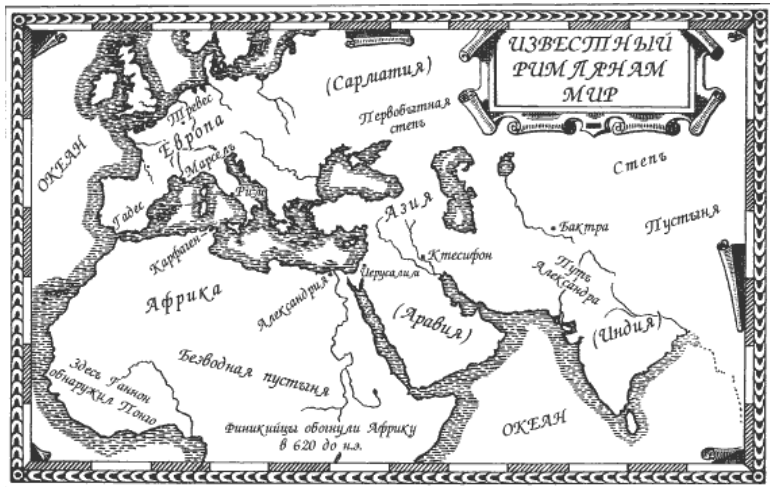 ИЗВЕСТНЫЙ
РИМЛЯНАМ
МИР
(Сарматия)
Первобытная
степь
Тревес
Европа
ОКЕАН
Марсель
Степь
Рим
Азия
Гадес
Пустыня
Бактра
Карфаген
Ктесифон
Путь
Александра
Иерусалим
Африка
Александрия
(Аравия)
(Индия)
Безводная пустыня
Здесь Ганнон
обнаружил Понго
Финикийцы обогнули Африку
в 620 до н.э.
ОКЕАН